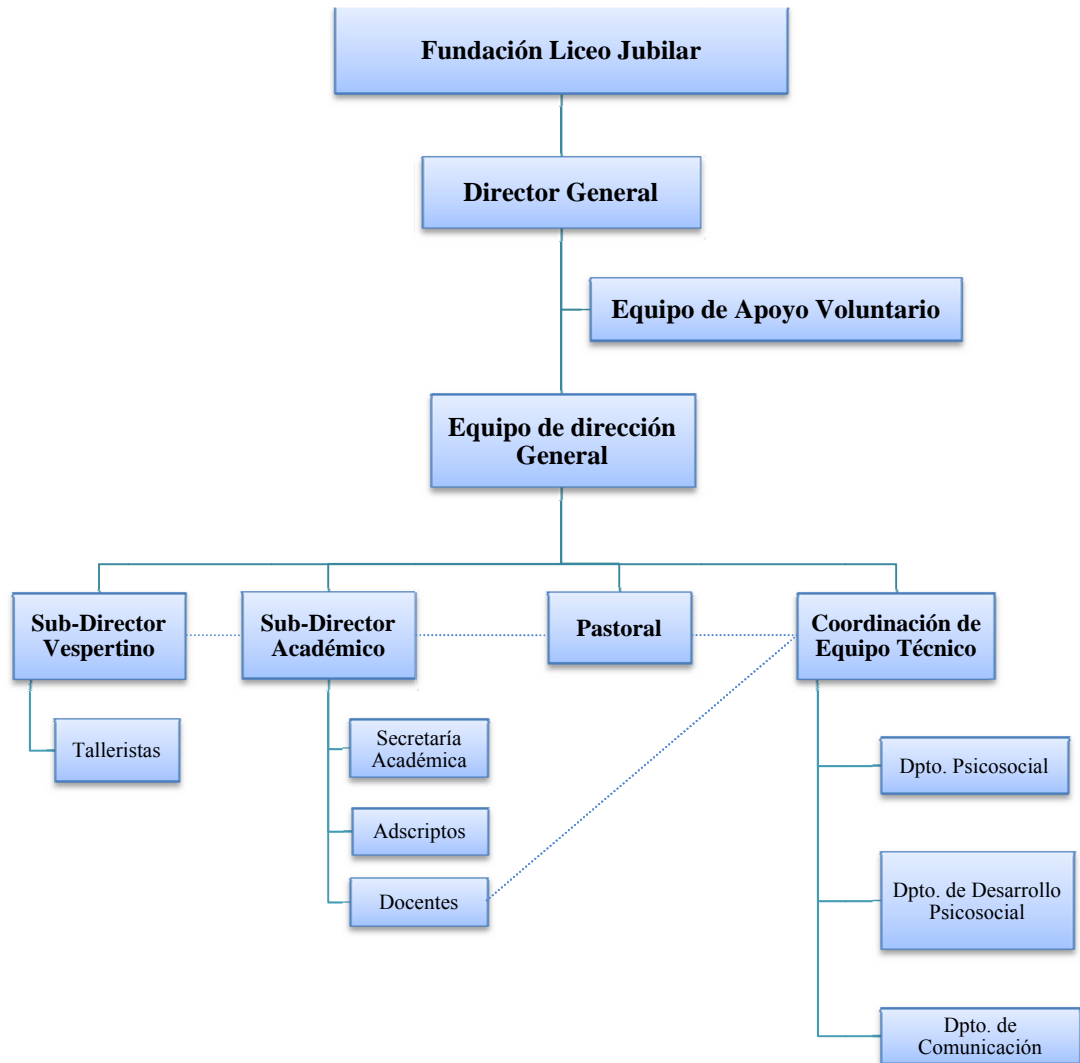 Fundación Liceo Jubilar
Director General
Equipo de Apoyo Voluntario
Equipo de dirección
General
Sub-Director
Vespertino
Sub-Director
Académico
Pastoral
Coordinación de
Equipo Técnico
Talleristas
Secretaría
Académica
Adscriptos
Docentes
Dpto. Psicosocial
Dpto. de Desarrollo
Psicosocial
Dpto. de
Comunicación